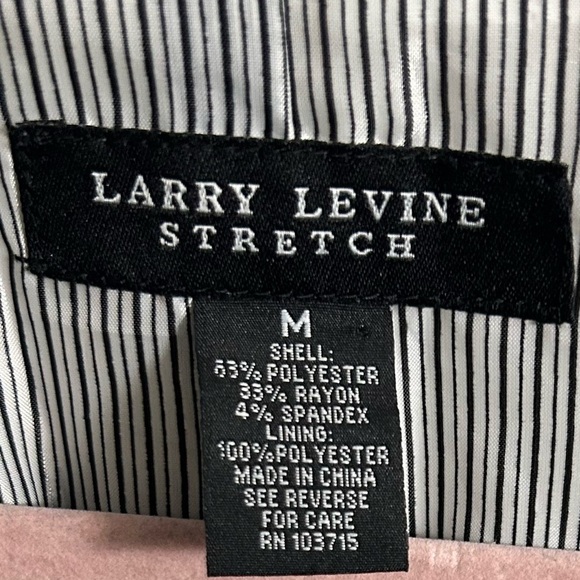 LARRY LEVINE
STRETCH
M
SHELL:
63% POLYESTER
33% RAYON
4% SPANDEX
LINING:
100% POLYESTER
MADE IN CHINA
SEE REVERSE
FOR CARE
RN 103715